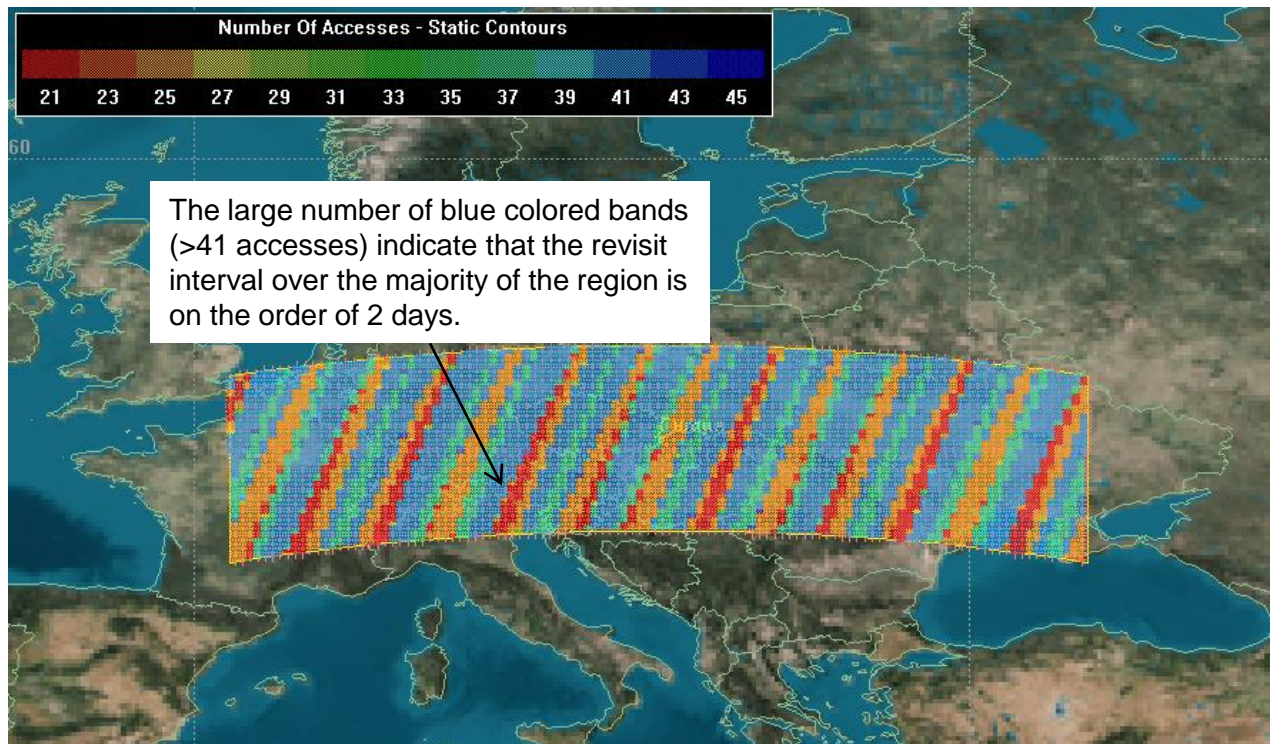 Number Of Accesses - Static Contours
21 23 25 27 29 31 33 35 37 39 41 43 45
60
The large number of blue colored bands
(>41 accesses) indicate that the revisit
interval over the majority of the region is
on the order of 2 days.